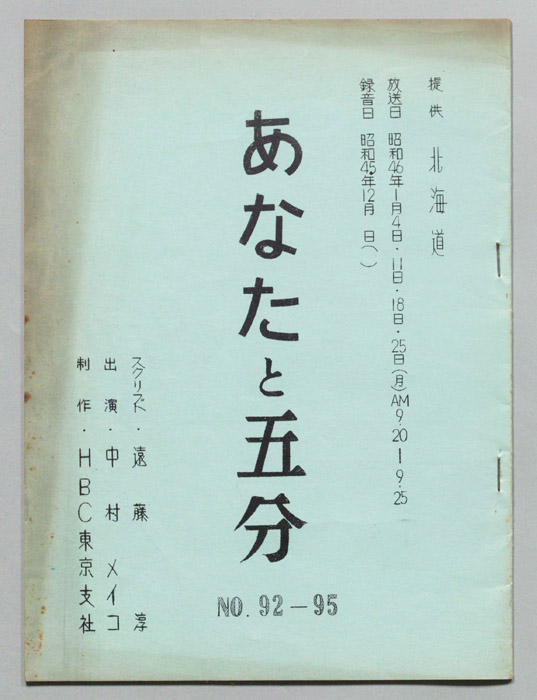 提供 北海道
放送日 昭和46年1月4日・11日・18日・25日(月)AM9.20ー9.25
録音日 昭和45年12月 日( )
あなたと五分
NO. 92-95
スクリプト・遠藤 淳
出演・中村メイコ
制作・HBC東京支社